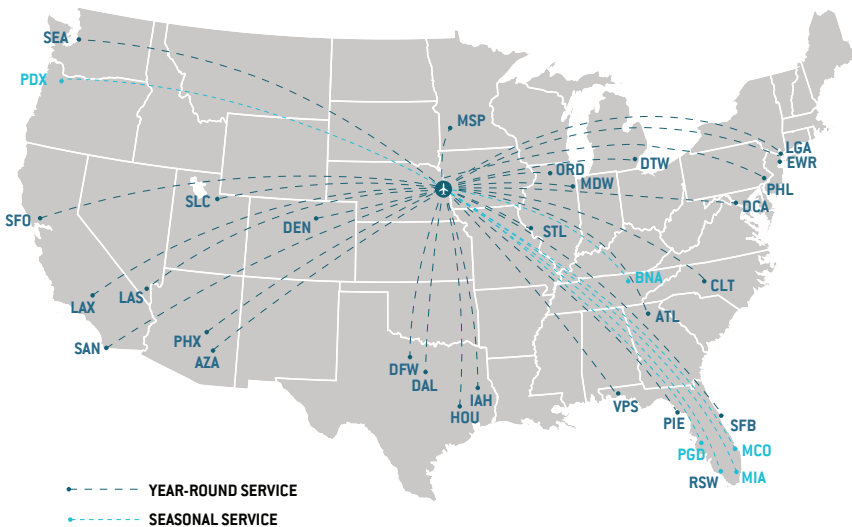 SEA
PDX
MSP
LGA
EWR
DTW
ORD
MDW
PHL
DCA
SLC
SFO
DEN
STL
BNA
CLT
LAS
LAX
ATL
PHX
SAN
AZA
DFW
DAL
IAH
HOU
VPS
PIE
SFB
PGD
MCO
RSW
MIA
YEAR-ROUND SERVICE
SEASONAL SERVICE